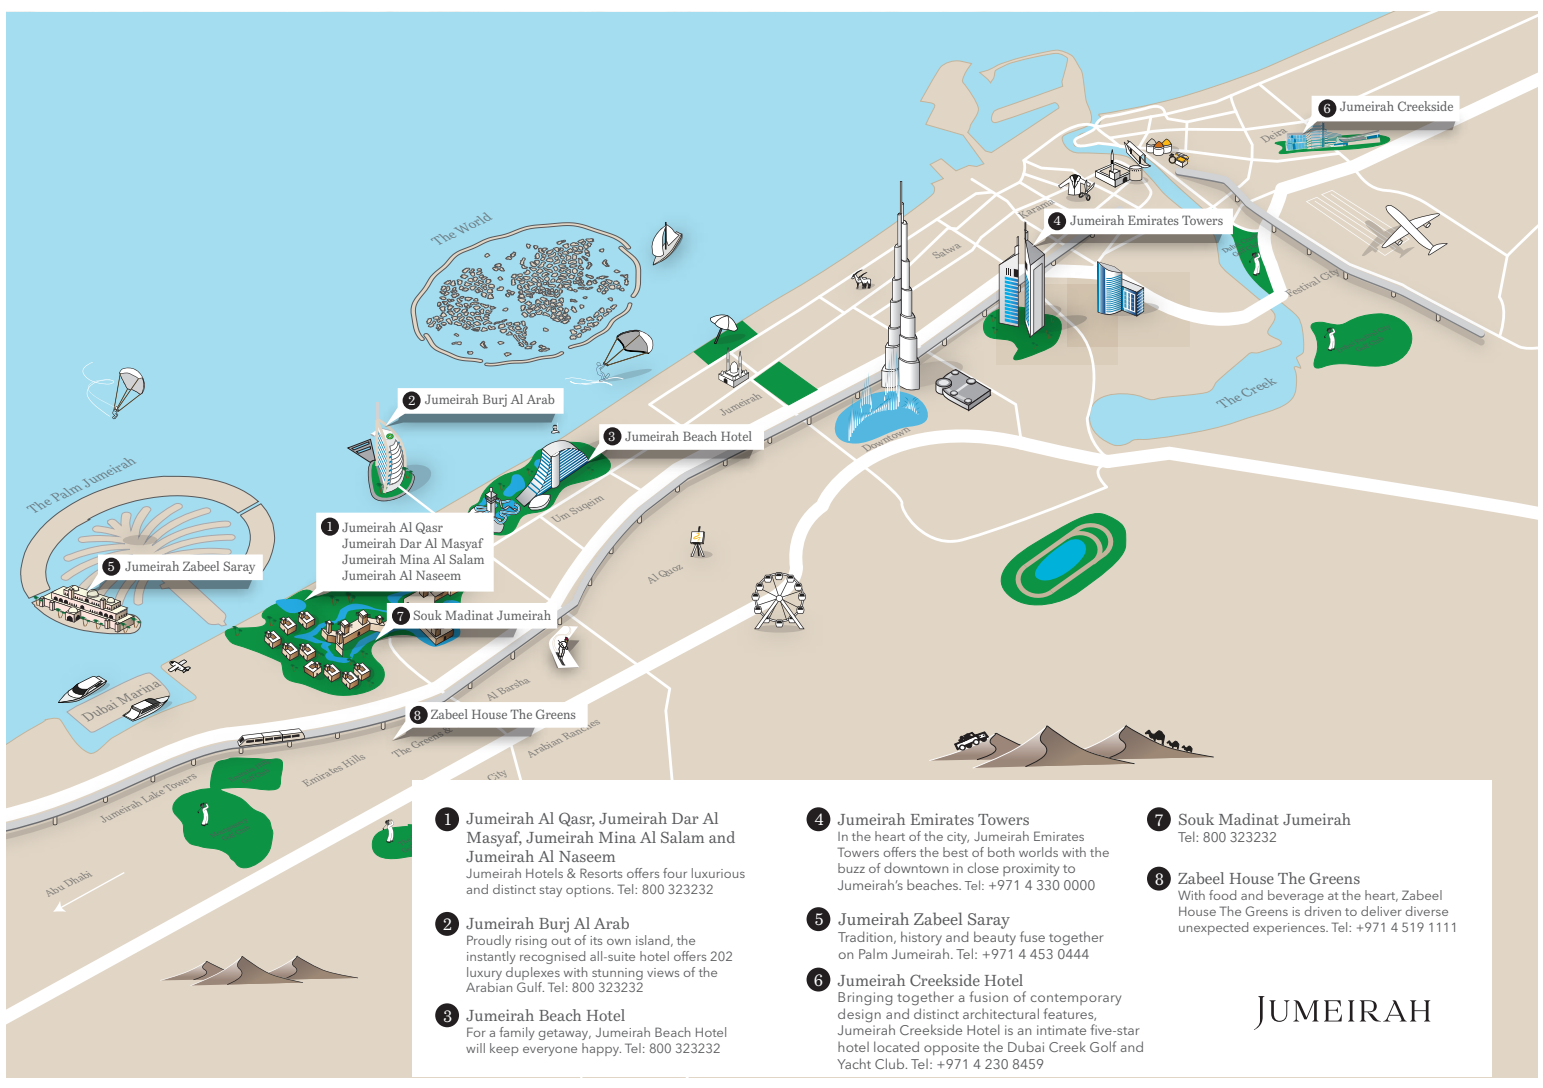 6 Jumeirah Creekside
Deira
4 Jumeirah Emirates Towers
Karama
The World
Satwa
Festival City
2 Jumeirah Burj Al Arab
Jumeirah
The Creek
3 Jumeirah Beach Hotel
Downtown
The Palm Jumeirah
Um Suqeim
1 Jumeirah Al Qasr
Jumeirah Dar Al Masyaf
Jumeirah Mina Al Salam
Jumeirah Al Naseem
5 Jumeirah Zabeel Saray
Al Quoz
7 Souk Madinat Jumeirah
Dubai Marina
Al Barsha
8 Zabeel House The Greens
The Greens &
Arabian Ranches
Emirates Hills
City
Jumeirah Lake Towers
Abu Dhabi
1 Jumeirah Al Qasr, Jumeirah Dar Al
Masyaf, Jumeirah Mina Al Salam and
Jumeirah Al Naseem
Jumeirah Hotels & Resorts offers four luxurious
and distinct stay options. Tel: 800 323232
2 Jumeirah Burj Al Arab
Proudly rising out of its own island, the
instantly recognised all-suite hotel offers 202
luxury duplexes with stunning views of the
Arabian Gulf. Tel: 800 323232
3 Jumeirah Beach Hotel
For a family getaway, Jumeirah Beach Hotel
will keep everyone happy. Tel: 800 323232
4 Jumeirah Emirates Towers
In the heart of the city, Jumeirah Emirates
Towers offers the best of both worlds with the
buzz of downtown in close proximity to
Jumeirah's beaches. Tel: +971 4 330 0000
5 Jumeirah Zabeel Saray
Tradition, history and beauty fuse together
on Palm Jumeirah. Tel: +971 4 453 0444
6 Jumeirah Creekside Hotel
Bringing together a fusion of contemporary
design and distinct architectural features,
Jumeirah Creekside Hotel is an intimate five-star
hotel located opposite the Dubai Creek Golf and
Yacht Club. Tel: +971 4 230 8459
7 Souk Madinat Jumeirah
Tel: 800 323232
8 Zabeel House The Greens
With food and beverage at the heart, Zabeel
House The Greens is driven to deliver diverse
unexpected experiences. Tel: +971 4 519 1111
JUMEIRAH